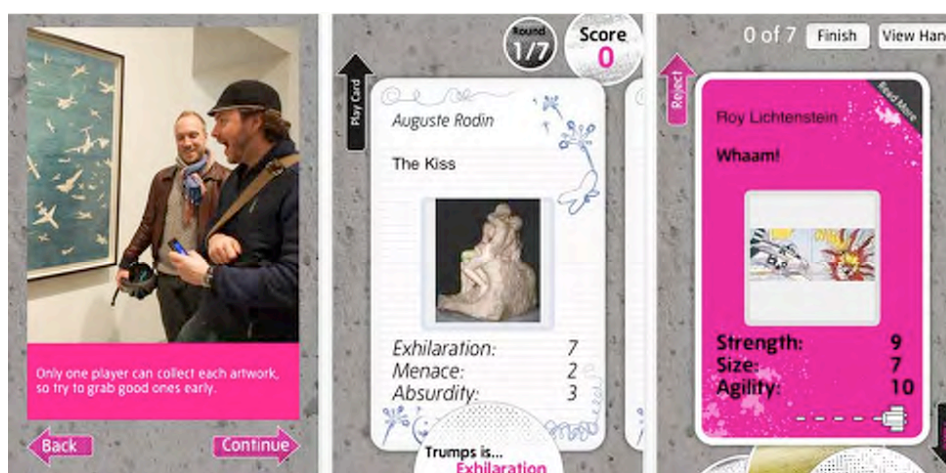 Only one player can collect each artwork,
so try to grab good ones early.
Back
Continue
Round
1/7
Score
0
Play Card
Auguste Rodin
The Kiss
Exhilaration: 7
Menace: 2
Absurdity: 3
Trumps is...
Exhilaration
0 of 7
Finish
View Han
Reject
Read More
Roy Lichtenstein
Whaam!
Strength: 9
Size: 7
Agility: 10